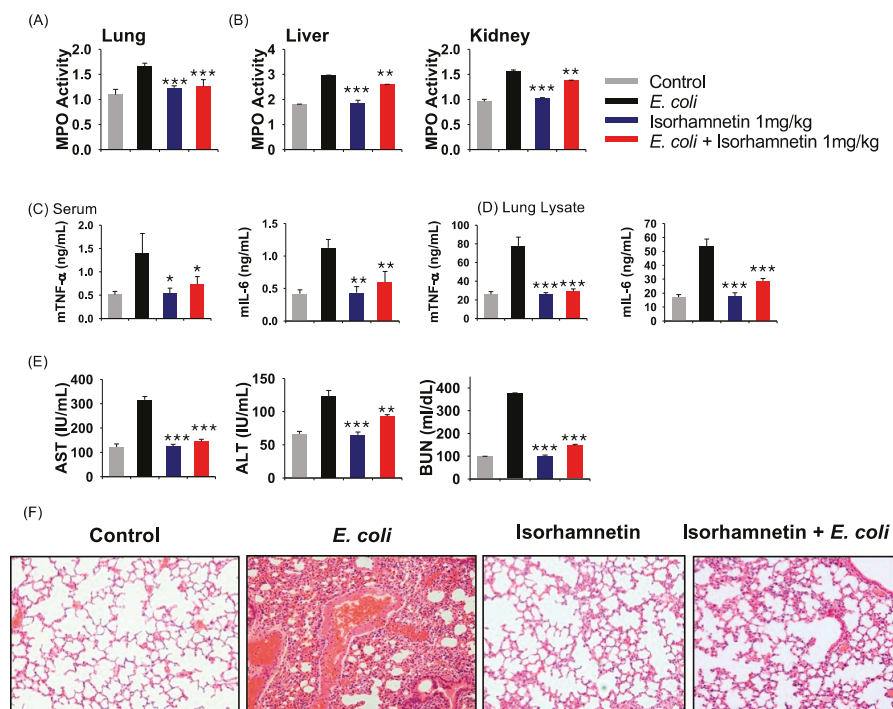 (A)
Lung
MPO Activity
2.0
1.5
1.0
0.5
0.0
*** ***
(B)
Liver
MPO Activity
4
3
2
1
0
*** **
Kidney
MPO Activity
2.0
1.5
1.0
0.5
0.0
*** **
Control
E. coli
Isorhamnetin 1mg/kg
E. coli + Isorhamnetin 1mg/kg
(C) Serum
mTNF-α (ng/mL)
2.0
1.5
1.0
0.5
0.0
* *
mIL-6 (ng/mL)
1.5
1.0
0.5
0.0
** **
(D) Lung Lysate
mTNF-α (ng/mL)
100
80
60
40
20
0
*** ***
mIL-6 (ng/mL)
70
60
50
40
30
20
10
0
*** ***
(E)
AST (IU/mL)
400
300
200
100
0
*** ***
ALT (IU/mL)
150
100
50
0
*** **
BUN (ml/dL)
400
300
200
100
0
*** ***
(F)
Control
E. coli
Isorhamnetin
Isorhamnetin + E. coli